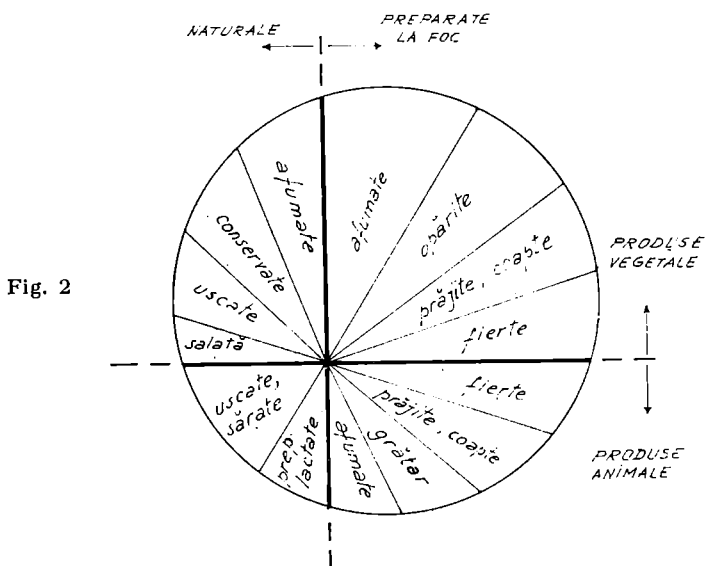 NATURALE
PREPARATE
LA FOC
afumate
afumate
opărite
conservate
prăjite, coapte
uscate
fierte
salată
PRODUSE
VEGETALE
Fig. 2
uscate,
sărate
prep.
lactate
afumate
grătar
prăjite, coapte
fierte
PRODUSE
ANIMALE